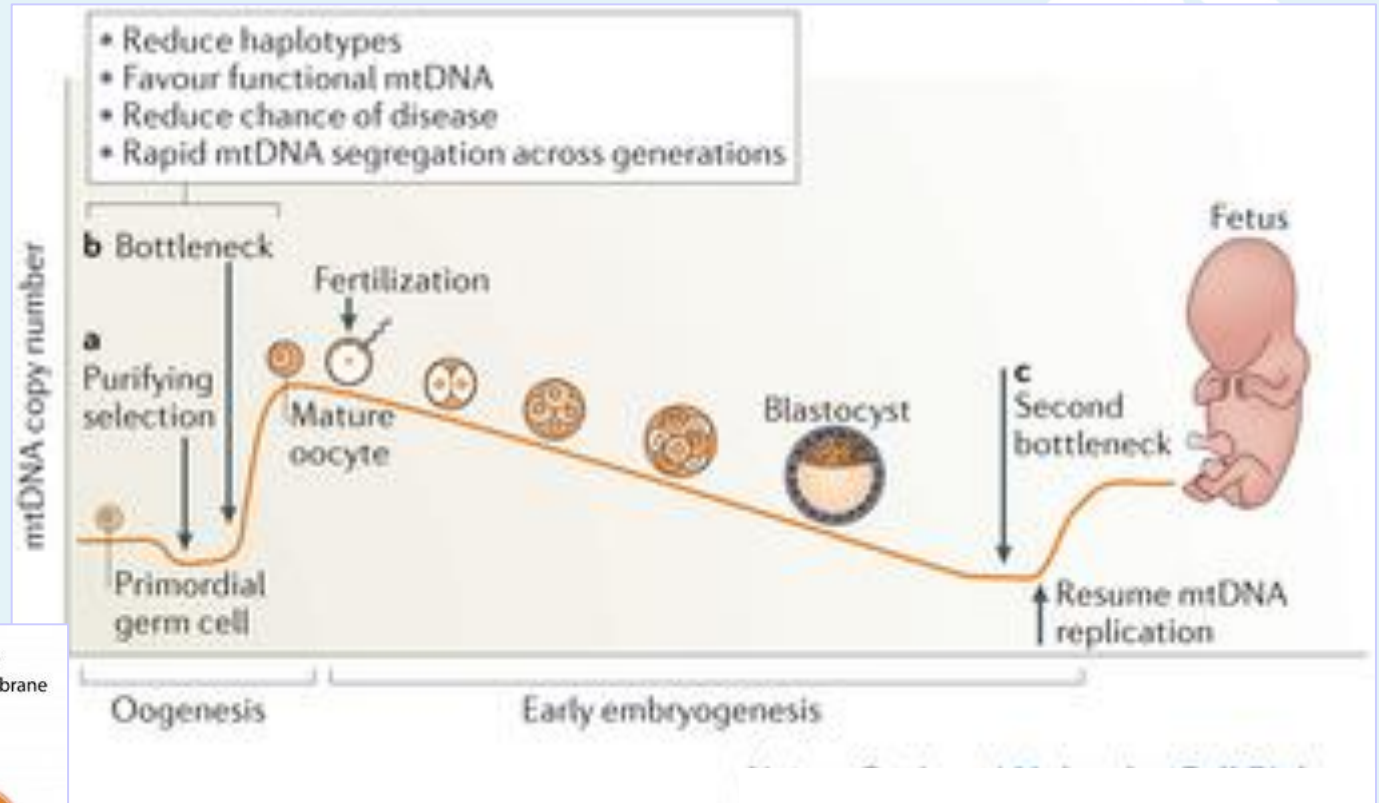 • Reduce haplotypes
• Favour functional mtDNA
• Reduce chance of disease
• Rapid mtDNA segregation across generations
mtDNA copy number
b Bottleneck
Fertilization
a
Purifying
selection
Mature
oocyte
Primordial
germ cell
Blastocyst
c
Second
bottleneck
Fetus
Resume mtDNA
replication
Oogenesis
Early embryogenesis
brane